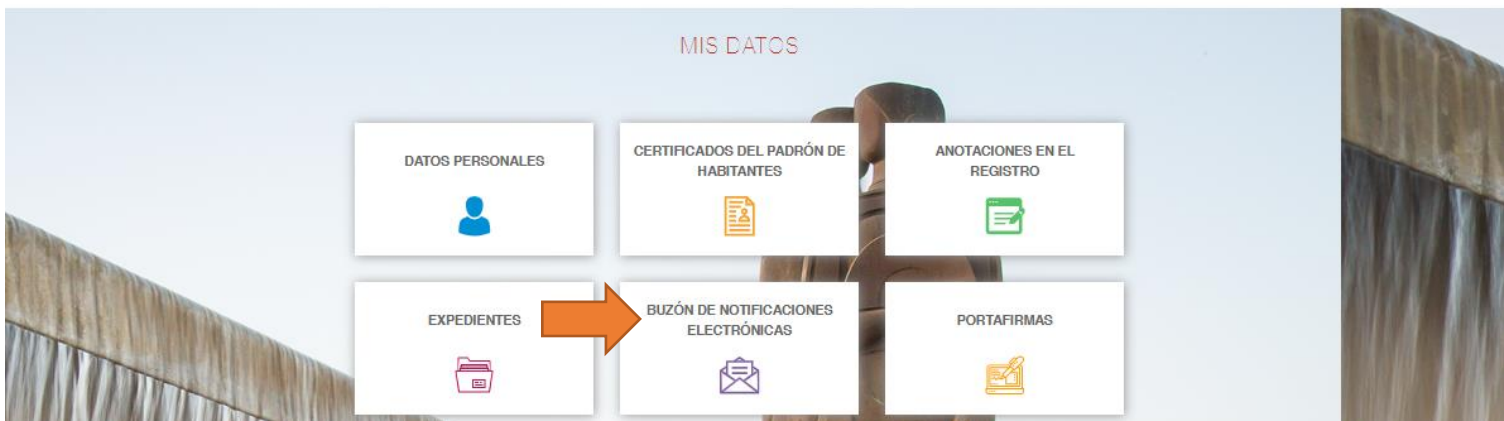 MIS DATOS
DATOS PERSONALES
CERTIFICADOS DEL PADRÓN DE
HABITANTES
ANOTACIONES EN EL
REGISTRO
EXPEDIENTES
BUZÓN DE NOTIFICACIONES
ELECTRÓNICAS
PORTAFIRMAS